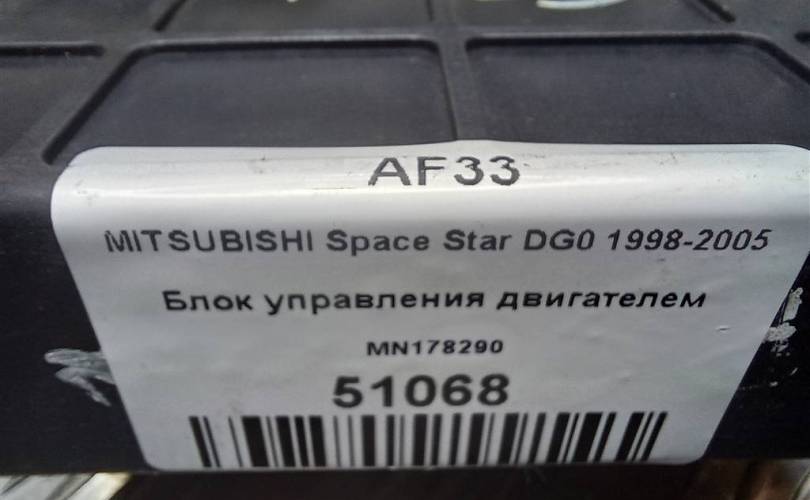 AF33
MITSUBISHI Space Star DG0 1998-2005
Блок управления двигателем
MN178290
51068